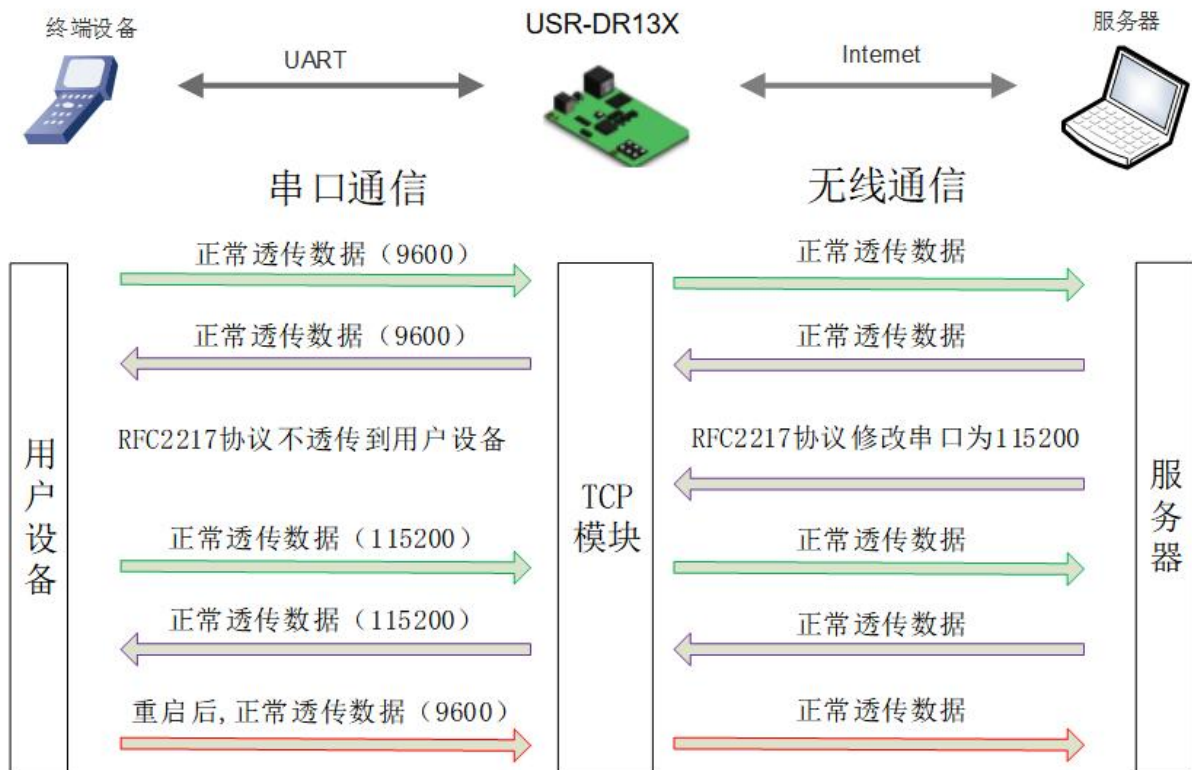 终端设备
USR-DR13X
服务器
UART
Internet
串口通信
无线通信
正常透传数据（9600）
正常透传数据
正常透传数据（9600）
正常透传数据
RFC2217协议不透传到用户设备
RFC2217协议修改串口为115200
用户设备
TCP
模块
服务器
正常透传数据（115200）
正常透传数据
正常透传数据（115200）
正常透传数据
重启后,正常透传数据（9600）
正常透传数据